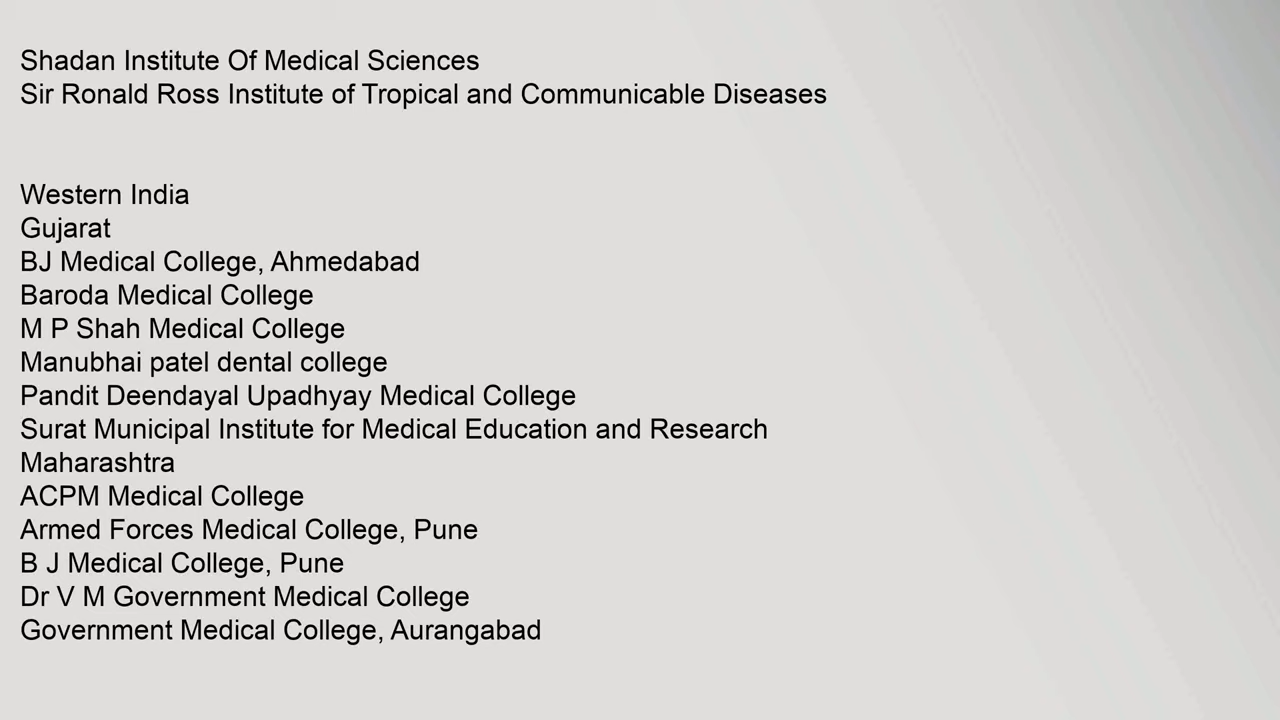 Shadan Institute Of Medical Sciences
Sir Ronald Ross Institute of Tropical and Communicable Diseases
Western India
Gujarat
BJ Medical College, Ahmedabad
Baroda Medical College
M P Shah Medical College
Manubhai patel dental college
Pandit Deendayal Upadhyay Medical College
Surat Municipal Institute for Medical Education and Research
Maharashtra
ACPM Medical College
Armed Forces Medical College, Pune
B J Medical College, Pune
Dr V M Government Medical College
Government Medical College, Aurangabad